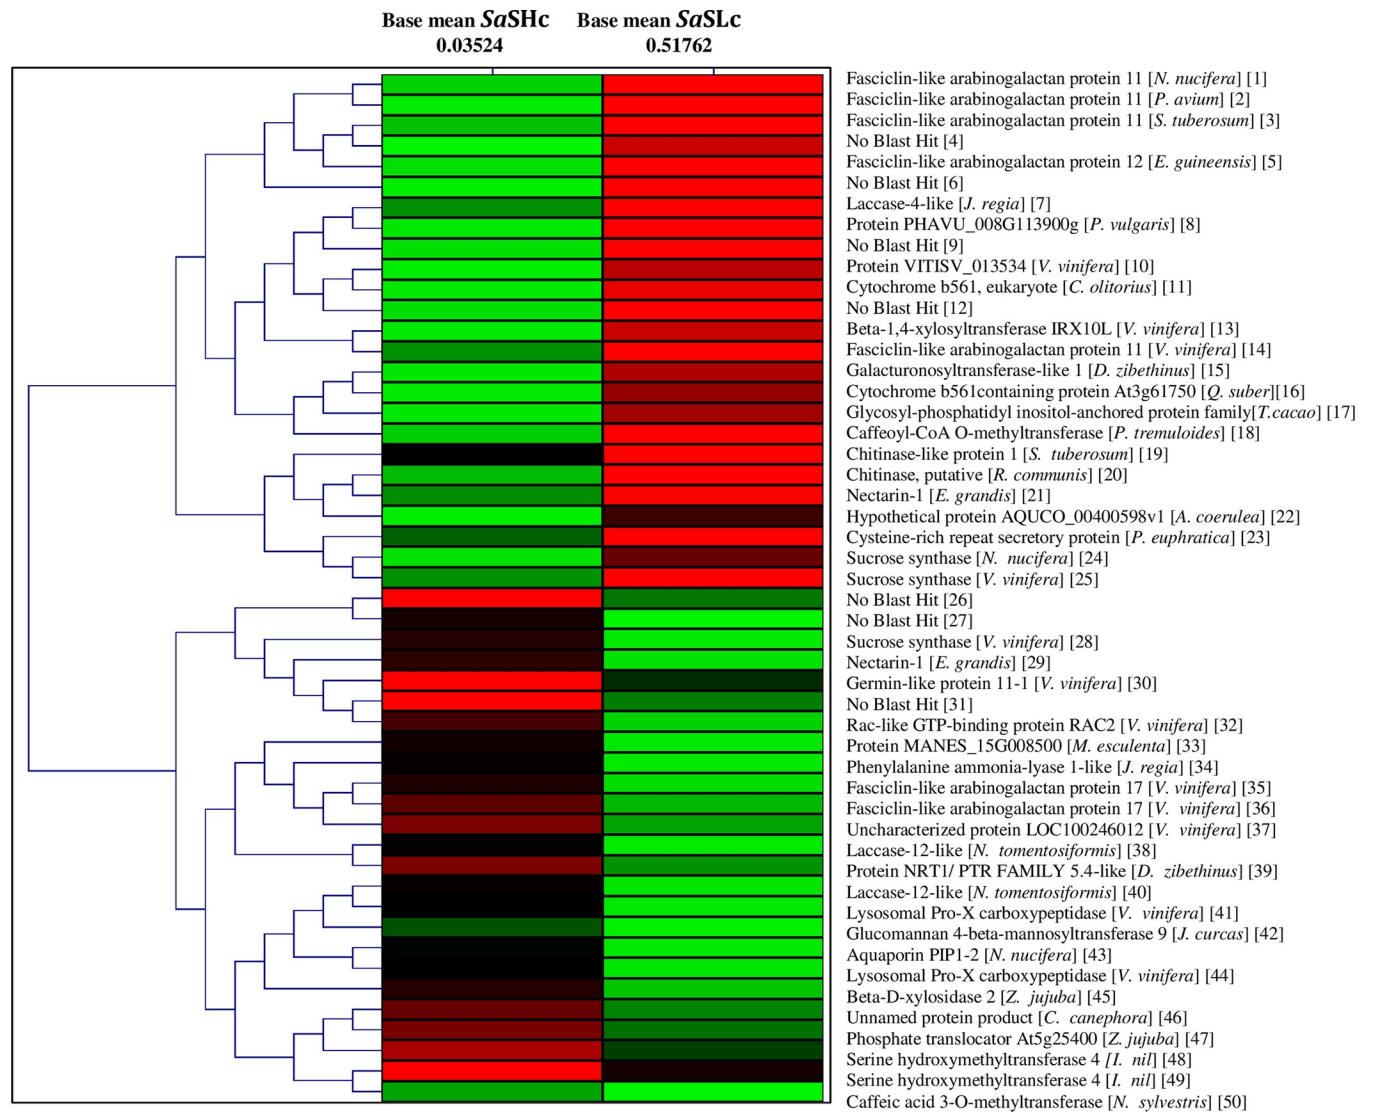 Base mean SaSHc Base mean SaSLc
0.03524 0.51762
Fasciclin-like arabinogalactan protein 11 [N. nucifera] [1]
Fasciclin-like arabinogalactan protein 11 [P. avium] [2]
Fasciclin-like arabinogalactan protein 11 [S. tuberosum] [3]
No Blast Hit [4]
Fasciclin-like arabinogalactan protein 12 [E. guineensis] [5]
No Blast Hit [6]
Laccase-4-like [J. regia] [7]
Protein PHAVU_008G113900g [P. vulgaris] [8]
No Blast Hit [9]
Protein VITISV_013534 [V. vinifera] [10]
Cytochrome b561, eukaryote [C. olitorius] [11]
No Blast Hit [12]
Beta-1,4-xylosyltransferase IRX10L [V. vinifera] [13]
Fasciclin-like arabinogalactan protein 11 [V. vinifera] [14]
Galacturonosyltransferase-like 1 [D. zibethinus] [15]
Cytochrome b561containing protein At3g61750 [Q. suber][16]
Glycosyl-phosphatidyl inositol-anchored protein family[T.cacao] [17]
Caffeoyl-CoA O-methyltransferase [P. tremuloides] [18]
Chitinase-like protein 1 [S. tuberosum] [19]
Chitinase, putative [R. communis] [20]
Nectarin-1 [E. grandis] [21]
Hypothetical protein AQUCO_00400598v1 [A. coerulea] [22]
Cysteine-rich repeat secretory protein [P. euphratica] [23]
Sucrose synthase [N. nucifera] [24]
Sucrose synthase [V. vinifera] [25]
No Blast Hit [26]
No Blast Hit [27]
Sucrose synthase [V. vinifera] [28]
Nectarin-1 [E. grandis] [29]
Germin-like protein 11-1 [V. vinifera] [30]
No Blast Hit [31]
Rac-like GTP-binding protein RAC2 [V. vinifera] [32]
Protein MANES_15G008500 [M. esculenta] [33]
Phenylalanine ammonia-lyase 1-like [J. regia] [34]
Fasciclin-like arabinogalactan protein 17 [V. vinifera] [35]
Fasciclin-like arabinogalactan protein 17 [V. vinifera] [36]
Uncharacterized protein LOC100246012 [V. vinifera] [37]
Laccase-12-like [N. tomentosiformis] [38]
Protein NRT1/ PTR FAMILY 5.4-like [D. zibethinus] [39]
Laccase-12-like [N. tomentosiformis] [40]
Lysosomal Pro-X carboxypeptidase [V. vinifera] [41]
Glucomannan 4-beta-mannosyltransferase 9 [J. curcas] [42]
Aquaporin PIP1-2 [N. nucifera] [43]
Lysosomal Pro-X carboxypeptidase [V. vinifera] [44]
Beta-D-xylosidase 2 [Z. jujuba] [45]
Unnamed protein product [C. canephora] [46]
Phosphate translocator At5g25400 [Z. jujuba] [47]
Serine hydroxymethyltransferase 4 [I. nil] [48]
Serine hydroxymethyltransferase 4 [I. nil] [49]
Caffeic acid 3-O-methyltransferase [N. sylvestris] [50]